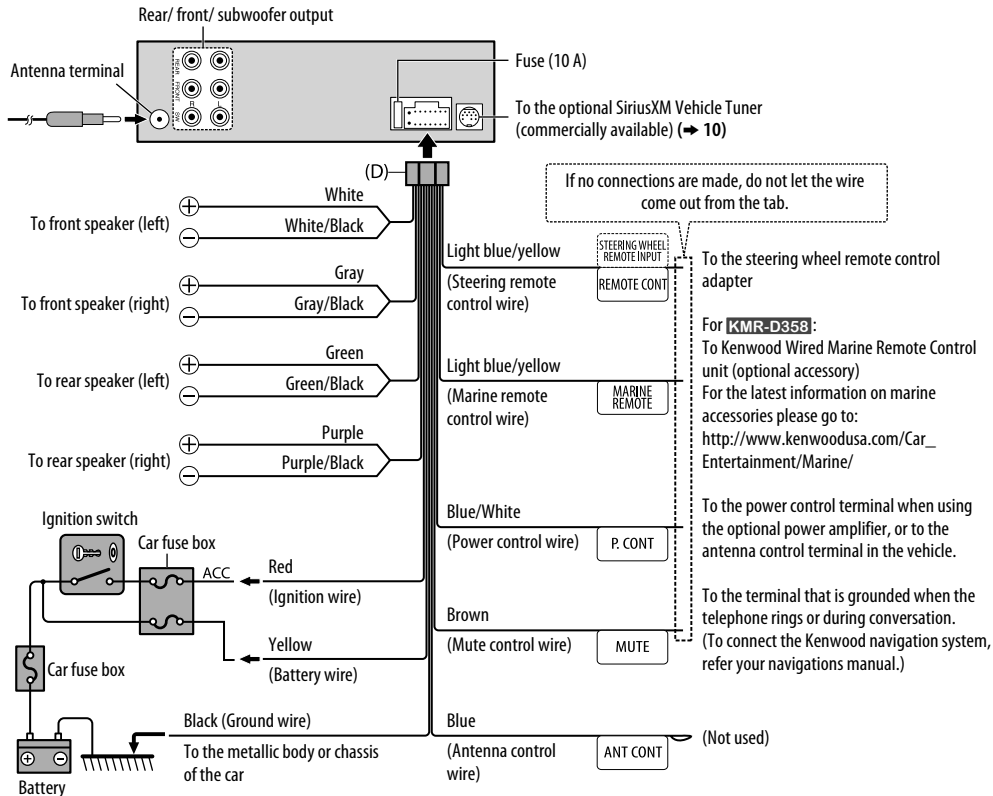 Rear/ front/ subwoofer output
Antenna terminal
REAR
FRONT
R
L
SW
Fuse (10 A)
To the optional SiriusXM Vehicle Tuner
(commercially available) (➜ 10)
(D)
If no connections are made, do not let the wire
come out from the tab.
To front speaker (left)
White
White/Black
To front speaker (right)
Gray
Gray/Black
To rear speaker (left)
Green
Green/Black
To rear speaker (right)
Purple
Purple/Black
Light blue/yellow
(Steering remote
control wire)
STEERING WHEEL
REMOTE INPUT
REMOTE CONT
To the steering wheel remote control
adapter
Light blue/yellow
(Marine remote
control wire)
MARINE
REMOTE
For KMR-D358:
To Kenwood Wired Marine Remote Control
unit (optional accessory)
For the latest information on marine
accessories please go to:
http://www.kenwoodusa.com/Car_
Entertainment/Marine/
Blue/White
(Power control wire)
P. CONT
To the power control terminal when using
the optional power amplifier, or to the
antenna control terminal in the vehicle.
Ignition switch
Car fuse box
ACC
Red
(Ignition wire)
Yellow
(Battery wire)
Brown
(Mute control wire)
MUTE
To the terminal that is grounded when the
telephone rings or during conversation.
(To connect the Kenwood navigation system,
refer your navigations manual.)
Car fuse box
Black (Ground wire)
To the metallic body or chassis
of the car
Battery
Blue
(Antenna control
wire)
ANT CONT
(Not used)